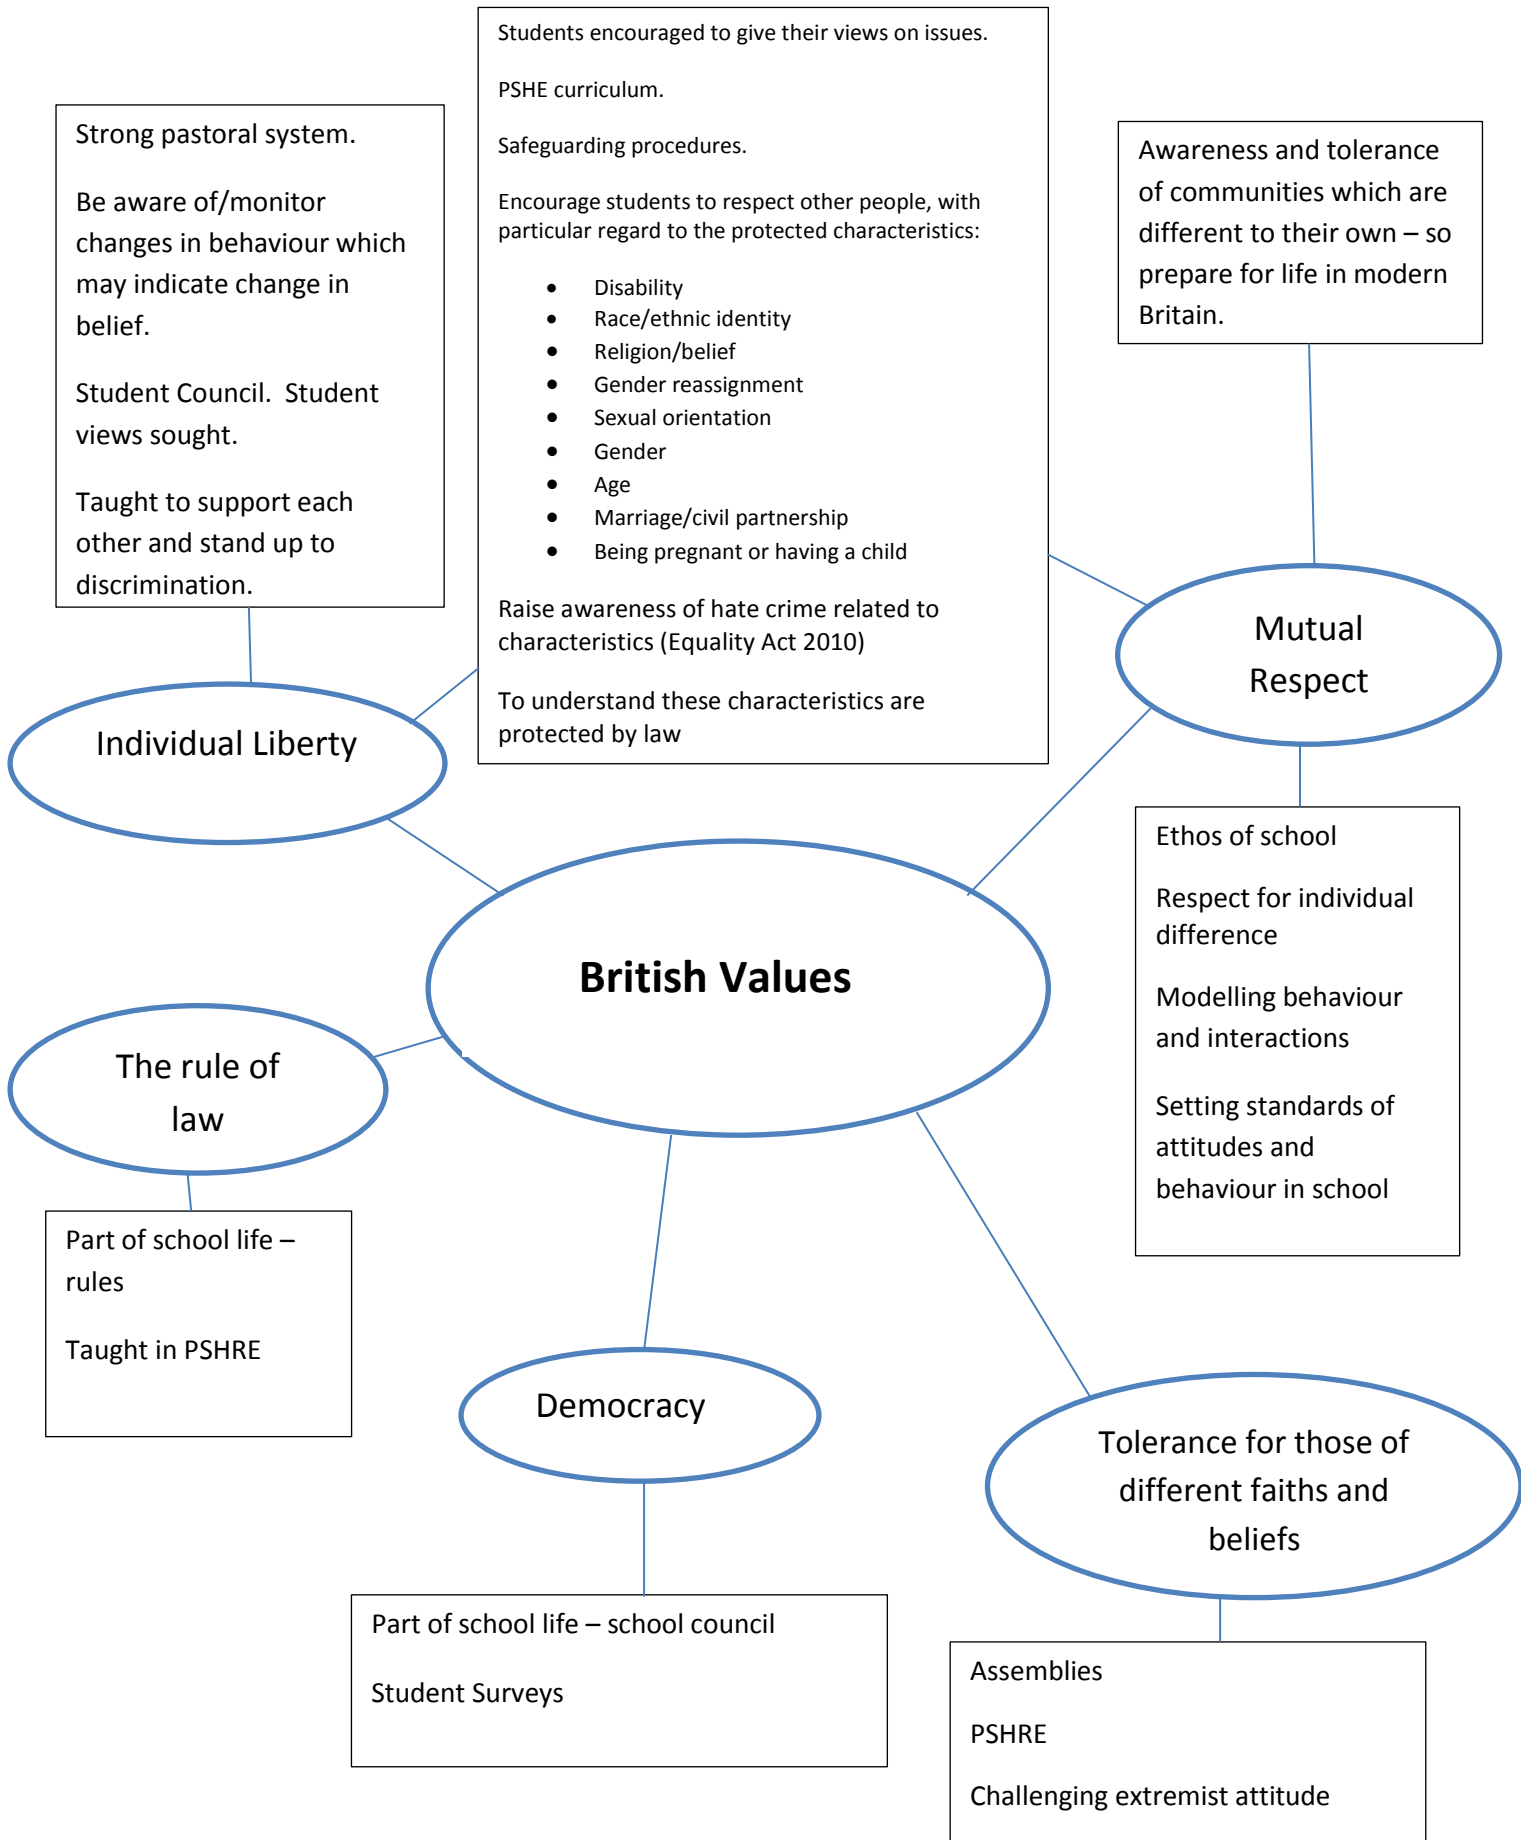 Students encouraged to give their views on issues.
PSHE curriculum.
Safeguarding procedures.
Encourage students to respect other people, with
particular regard to the protected characteristics:
• Disability
• Race/ethnic identity
• Religion/belief
• Gender reassignment
• Sexual orientation
• Gender
• Age
• Marriage/civil partnership
• Being pregnant or having a child
Raise awareness of hate crime related to
characteristics (Equality Act 2010)
To understand these characteristics are
protected by law
Strong pastoral system.
Be aware of/monitor
changes in behaviour which
may indicate change in
belief.
Student Council.  Student
views sought.
Taught to support each
other and stand up to
discrimination.
Awareness and tolerance
of communities which are
different to their own – so
prepare for life in modern
Britain.
Mutual
Respect
Individual Liberty
Ethos of school
Respect for individual
difference
Modelling behaviour
and interactions
Setting standards of
attitudes and
behaviour in school
British Values
The rule of
law
Part of school life –
rules
Taught in PSHRE
Democracy
Tolerance for those of
different faiths and
beliefs
Part of school life – school council
Student Surveys
Assemblies
PSHRE
Challenging extremist attitude